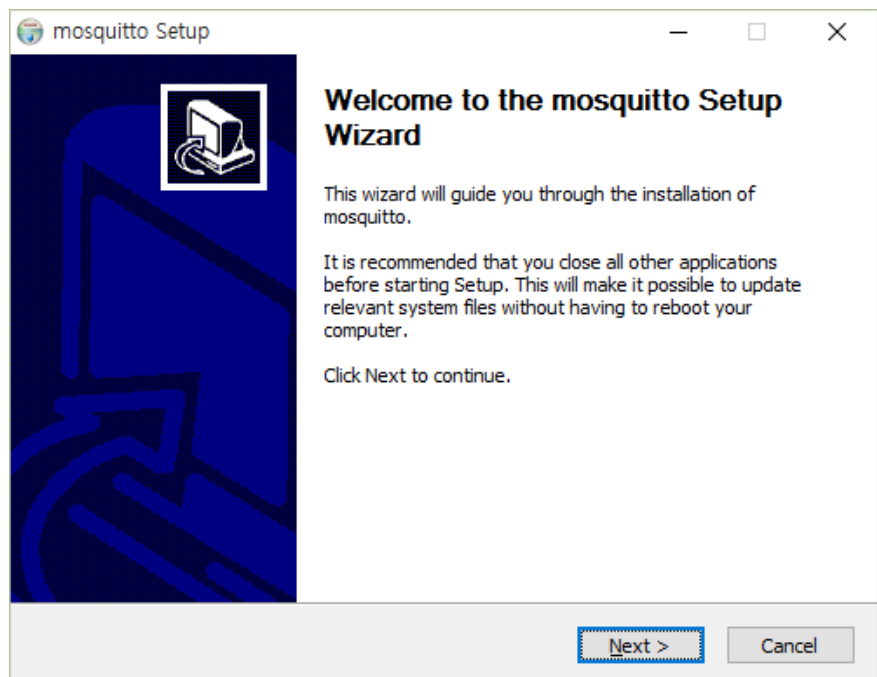 mosquitto Setup
Welcome to the mosquitto Setup
Wizard
This wizard will guide you through the installation of
mosquitto.
It is recommended that you close all other applications
before starting Setup. This will make it possible to update
relevant system files without having to reboot your
computer.
Click Next to continue.
Next >
Cancel